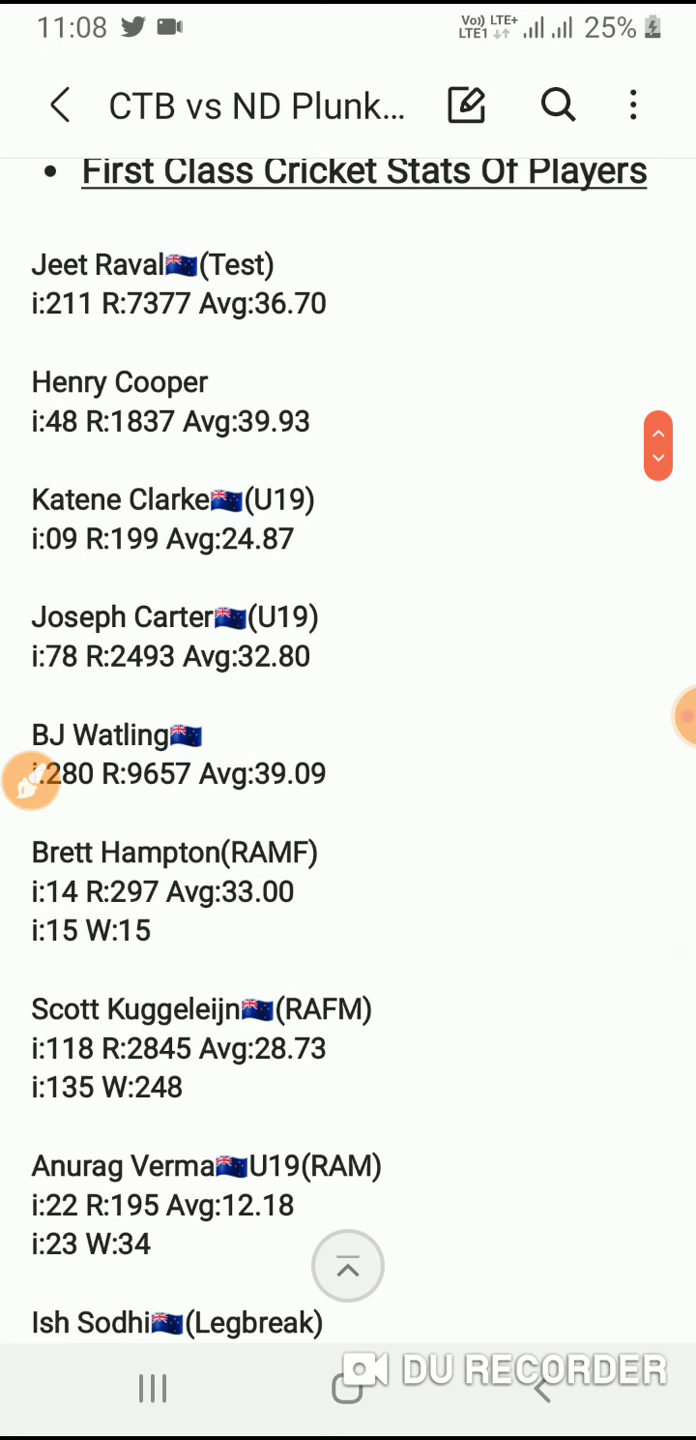 11:08 Vo)) LTE+ LTE1 25%
CTB vs ND Plunk...
• First Class Cricket Stats Of Players
Jeet Raval🇳🇿(Test)
i:211 R:7377 Avg:36.70
Henry Cooper
i:48 R:1837 Avg:39.93
Katene Clarke🇳🇿(U19)
i:09 R:199 Avg:24.87
Joseph Carter🇳🇿(U19)
i:78 R:2493 Avg:32.80
BJ Watling🇳🇿
i:280 R:9657 Avg:39.09
Brett Hampton(RAMF)
i:14 R:297 Avg:33.00
i:15 W:15
Scott Kuggeleijn🇳🇿(RAFM)
i:118 R:2845 Avg:28.73
i:135 W:248
Anurag Verma🇳🇿U19(RAM)
i:22 R:195 Avg:12.18
i:23 W:34
Ish Sodhi🇳🇿(Legbreak)
DU RECORDER